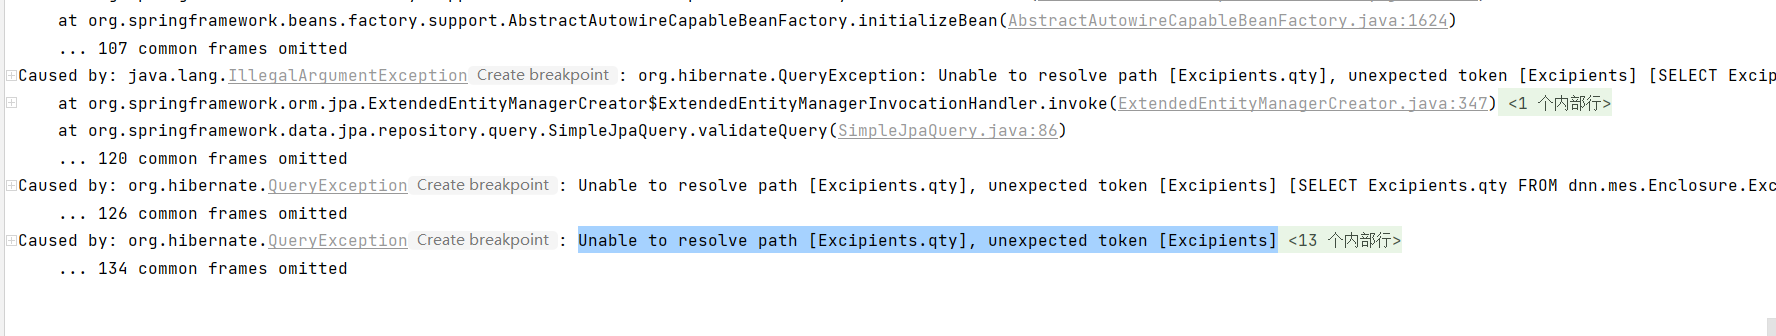 at org.springframework.beans.factory.support.AbstractAutowireCapableBeanFactory.initializeBean(AbstractAutowireCapableBeanFactory.java:1624)
... 107 common frames omitted
Caused by: java.lang.IllegalArgumentException Create breakpoint : org.hibernate.QueryException: Unable to resolve path [Excipients.qty], unexpected token [Excipients] [SELECT Excip
at org.springframework.orm.jpa.ExtendedEntityManagerCreator$ExtendedEntityManagerInvocationHandler.invoke(ExtendedEntityManagerCreator.java:347) <1 个内部行>
at org.springframework.data.jpa.repository.query.SimpleJpaQuery.validateQuery(SimpleJpaQuery.java:86)
... 120 common frames omitted
Caused by: org.hibernate.QueryException Create breakpoint : Unable to resolve path [Excipients.qty], unexpected token [Excipients] [SELECT Excipients.qty FROM dnn.mes.Enclosure.Exc
... 126 common frames omitted
Caused by: org.hibernate.QueryException Create breakpoint : Unable to resolve path [Excipients.qty], unexpected token [Excipients] <13 个内部行>
... 134 common frames omitted